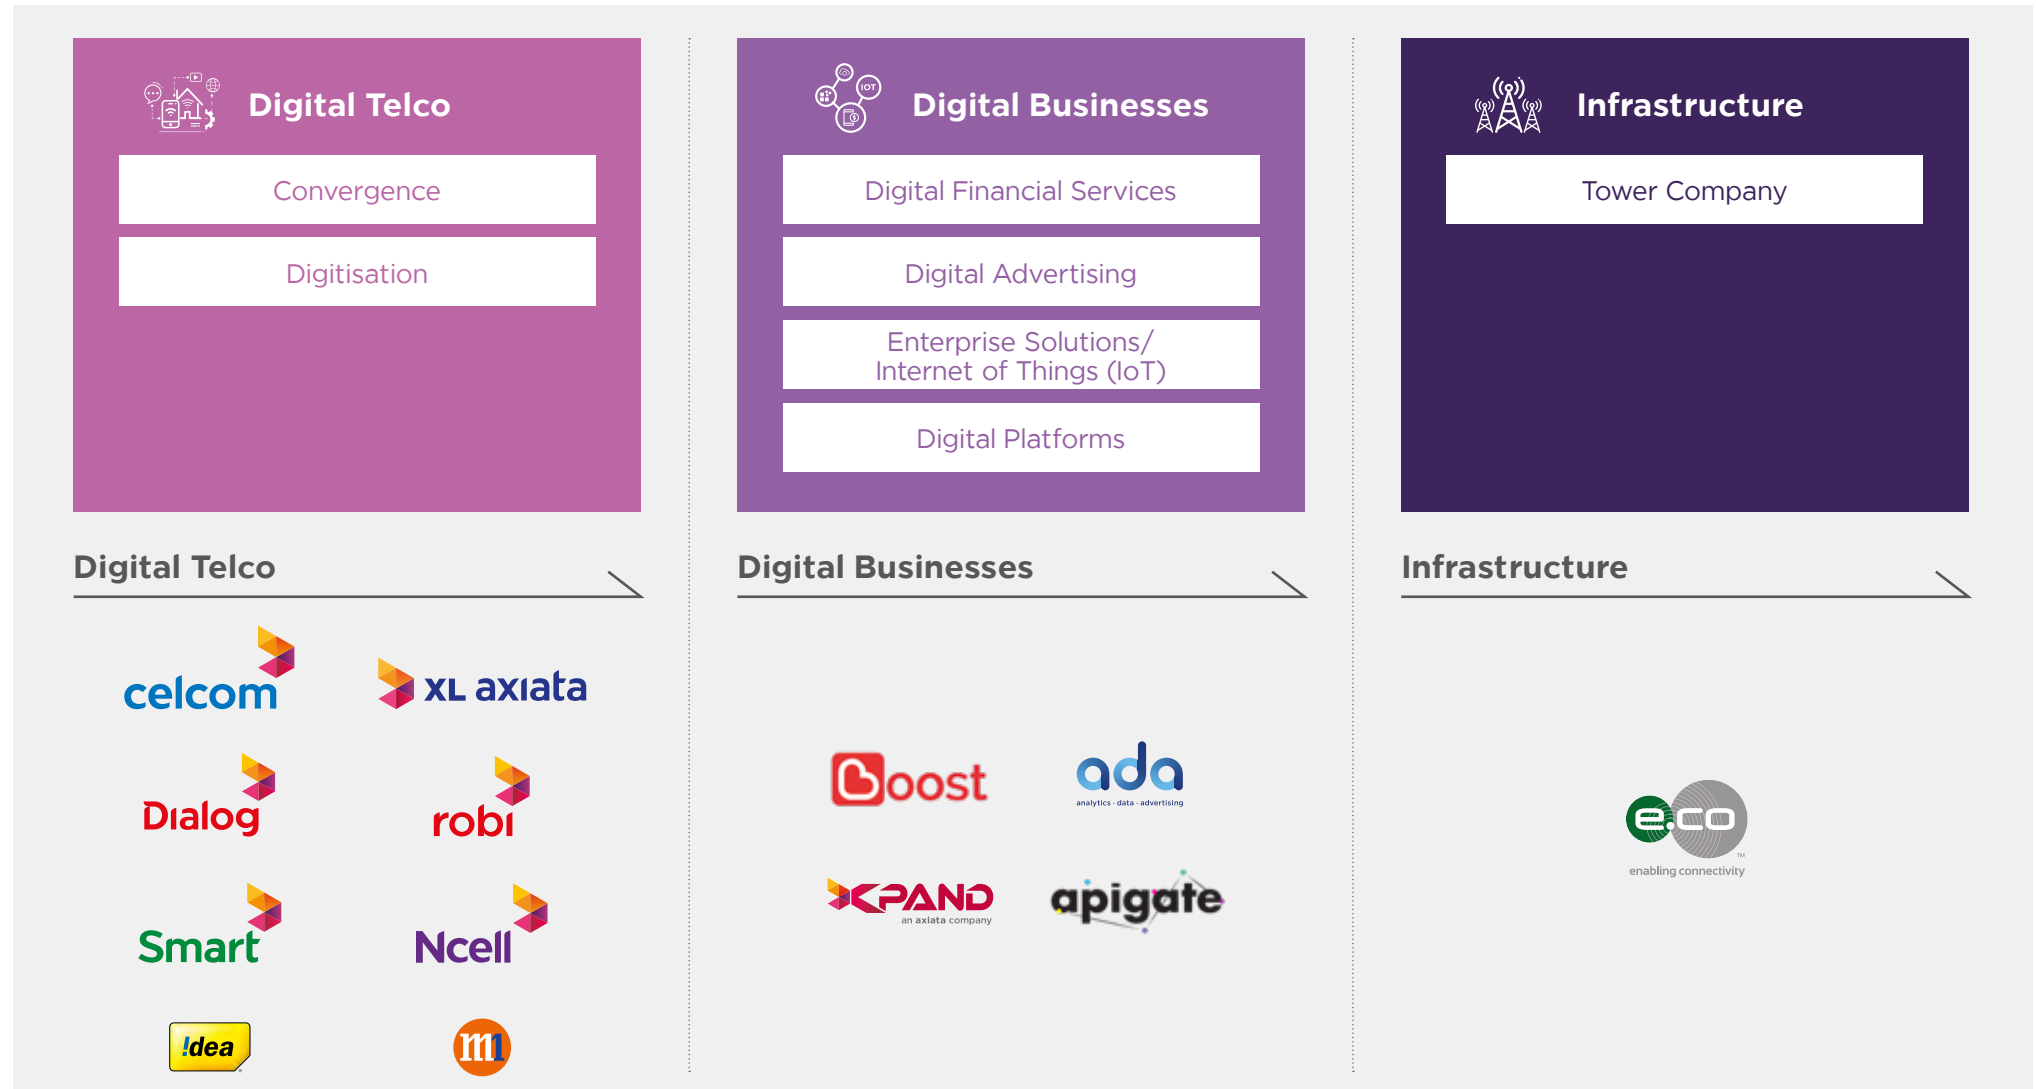 Digital Telco
Convergence
Digitisation
IOT
Digital Businesses
Digital Financial Services
Digital Advertising
Enterprise Solutions/
Internet of Things (IoT)
Digital Platforms
Infrastructure
Tower Company
Digital Telco
celcom
XL axiata
Dialog
robi
Smart
Ncell
!dea
m1
Digital Businesses
Boost
ada
analytics · data · advertising
XPAND
an axiata company
apigate
Infrastructure
e.co
TM
enabling connectivity